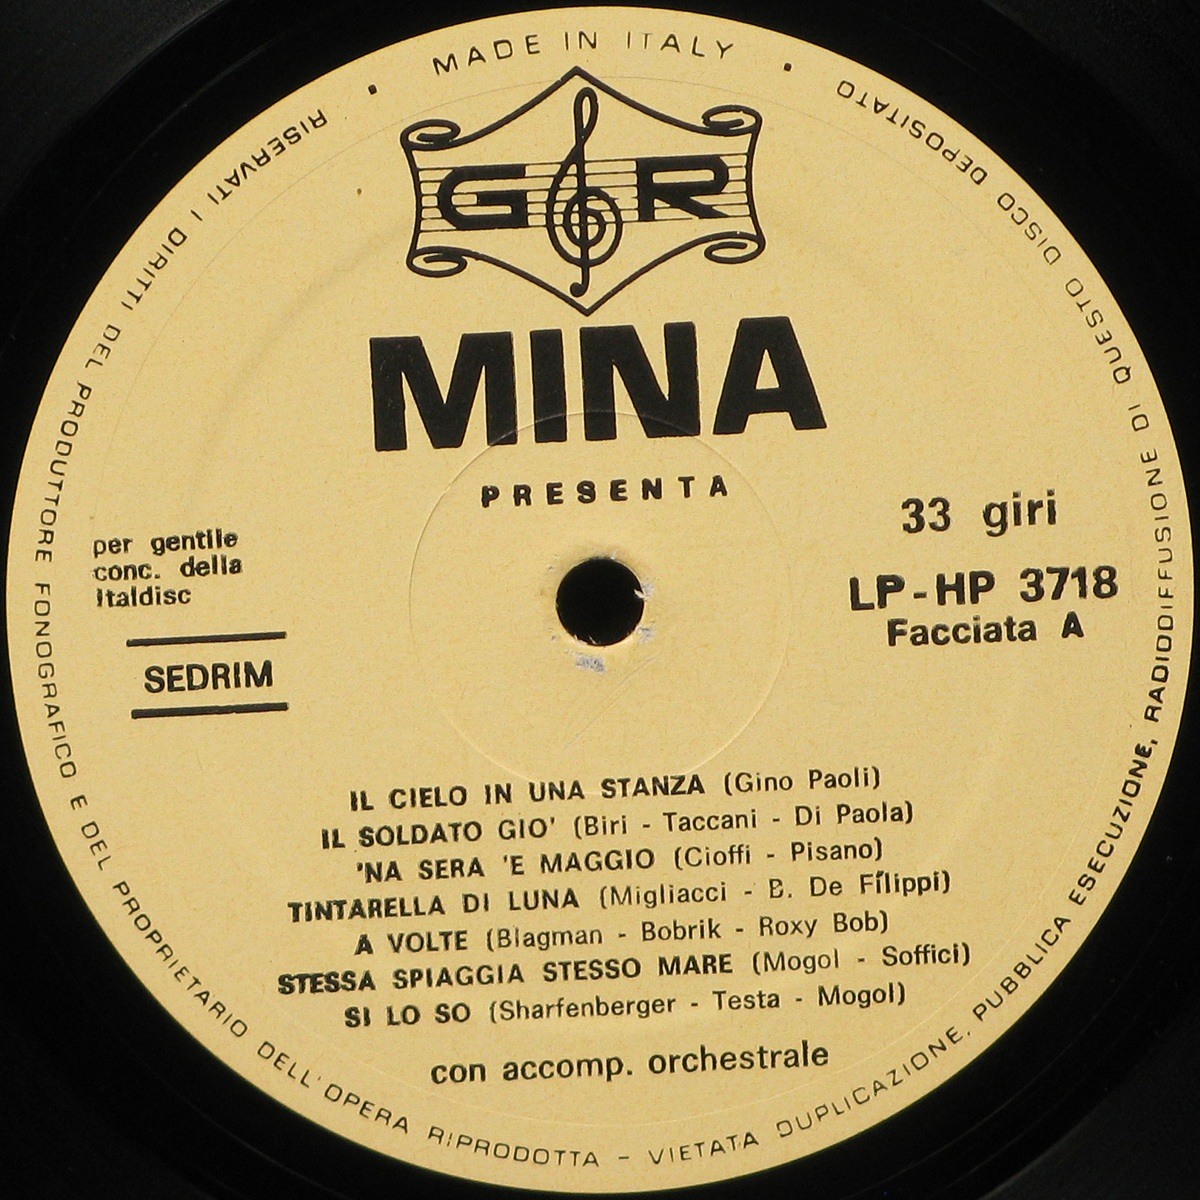 MADE IN ITALY
RISERVATI I DIRITTI DEL PRODUTTORE FONOGRAFICO E DEL PROPRIETARIO DELL'OPERA RIPRODOTTA - VIETATA DUPLICAZIONE, PUBBLICA ESECUZIONE, RADIODIFFUSIONE DI QUESTO DISCO DEPOSITATO
G R
MINA
PRESENTA
per gentile
conc. della
Italdisc
SEDRIM
33 giri
LP-HP 3718
Facciata A
IL CIELO IN UNA STANZA (Gino Paoli)
IL SOLDATO GIO' (Biri - Taccani - Di Paola)
'NA SERA 'E MAGGIO (Cioffi - Pisano)
TINTARELLA DI LUNA (Migliacci - B. De Filippi)
A VOLTE (Blagman - Bobrik - Roxy Bob)
STESSA SPIAGGIA STESSO MARE (Mogol - Soffici)
SI LO SO (Sharfenberger - Testa - Mogol)
con accomp. orchestrale